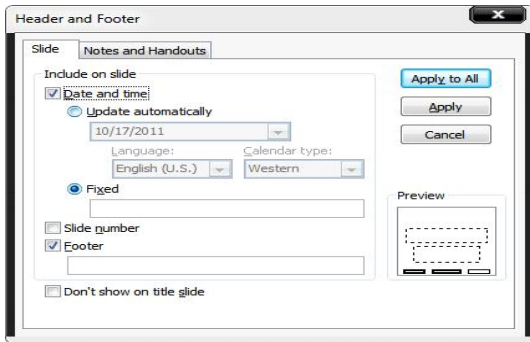 Header and Footer
Slide Notes and Handouts
Include on slide
Date and time
Update automatically
10/17/2011
Language: Calendar type:
English (U.S.) Western
Fixed
Slide number
Footer
Don't show on title slide
Apply to All
Apply
Cancel
Preview